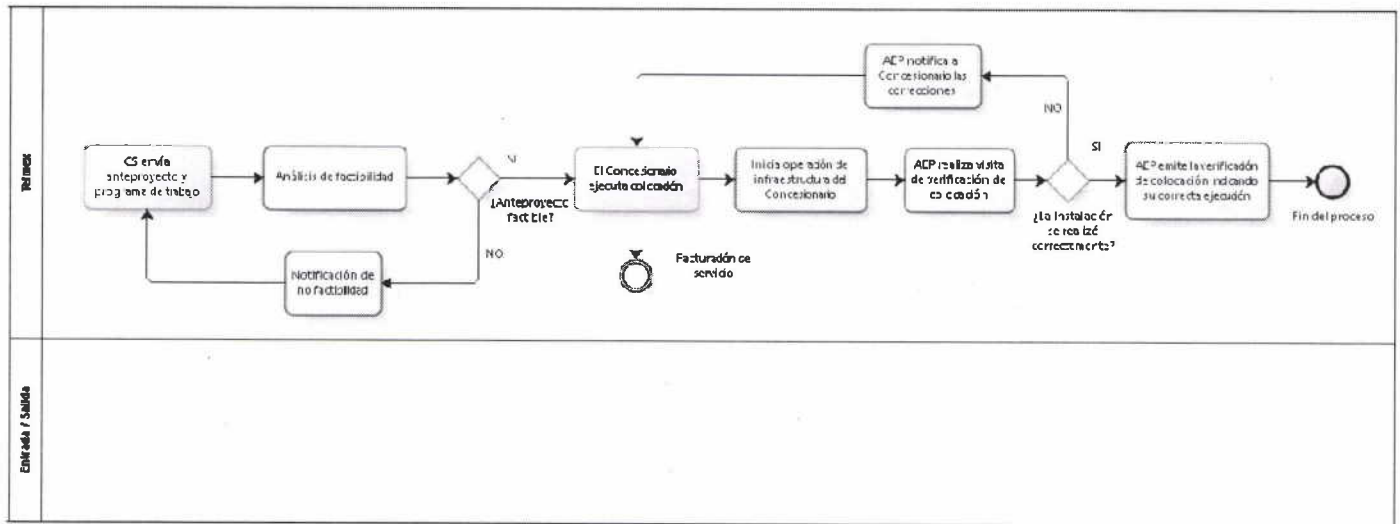 Telmex
AEP notifica a
Concesionario las
correcciones
NO
CS envía
anteproyecto y
programa de trabajo
Análisis de factibilidad
SI
¿Anteproyecto
factible?
El Concesionario
ejecuta colocación
Inicia operación de
infraestructura del
Concesionario
AEP realiza visita
de verificación de
colocación
SI
¿La instalación
se realizó
correctamente?
AEP emite la verificación
de colocación indicando
su correcta ejecución
Fin del proceso
NO
Notificación de
no factibilidad
Facturación de
servicio
Entrada / Salida